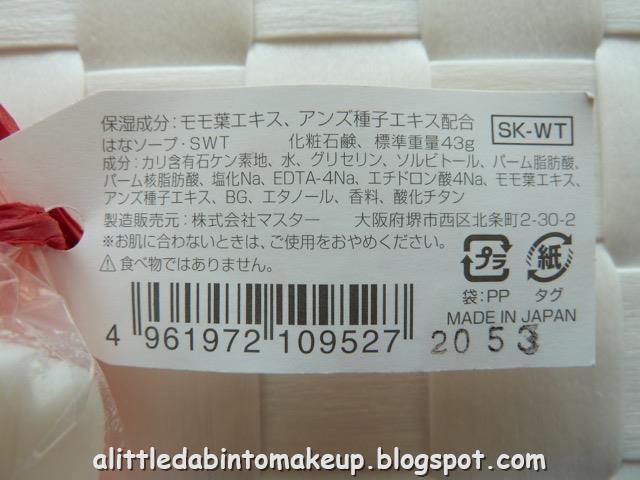 保湿成分：モモ葉エキス、アンズ種子エキス配合
SK-WT
はなソープ・SWT　化粧石鹸、標準重量43g
成分：カリ含有石ケン素地、水、グリセリン、ソルビトール、パーム脂肪酸、
パーム核脂肪酸、塩化Na、EDTA-4Na、エチドロン酸4Na、モモ葉エキス、
アンズ種子エキス、BG、エタノール、香料、酸化チタン
製造販売元：株式会社マスター　大阪府堺市西区北条町2-30-2
※お肌に合わないときは、ご使用をおやめください。
⚠食べ物ではありません。
プラ 紙
袋：PP タグ
MADE IN JAPAN
4 961972 109527
2053
alittledabintomakeup.blogspot.com